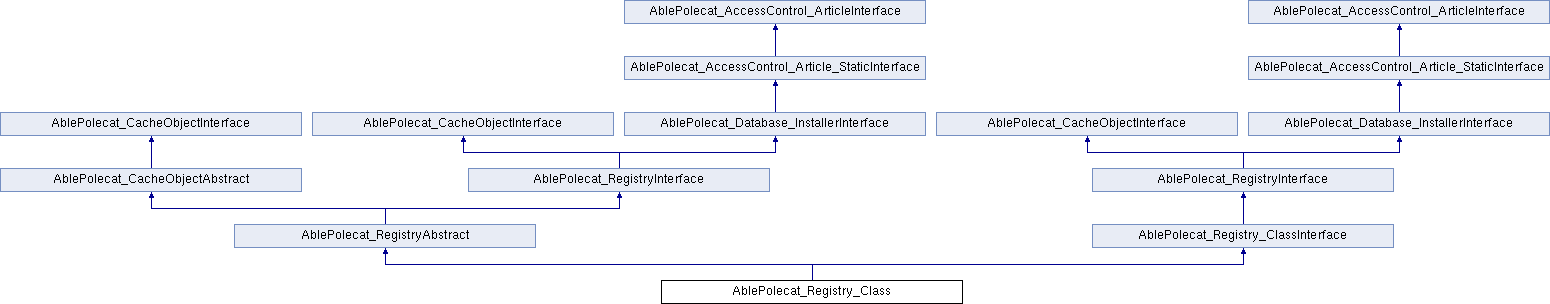 AblePolecat_AccessControl_ArticleInterface
AblePolecat_AccessControl_ArticleInterface
AblePolecat_AccessControl_Article_StaticInterface
AblePolecat_AccessControl_Article_StaticInterface
AblePolecat_CacheObjectInterface
AblePolecat_CacheObjectInterface
AblePolecat_Database_InstallerInterface
AblePolecat_CacheObjectInterface
AblePolecat_Database_InstallerInterface
AblePolecat_CacheObjectAbstract
AblePolecat_RegistryInterface
AblePolecat_RegistryInterface
AblePolecat_RegistryAbstract
AblePolecat_Registry_ClassInterface
AblePolecat_Registry_Class